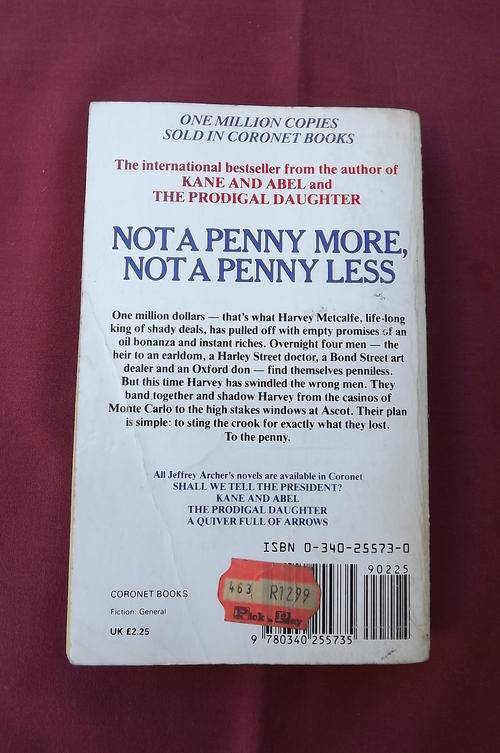 ONE MILLION COPIES
SOLD IN CORONET BOOKS
The international bestseller from the author of
KANE AND ABEL and
THE PRODIGAL DAUGHTER
NOT A PENNY MORE,
NOT A PENNY LESS
One million dollars — that's what Harvey Metcalfe, life-long
king of shady deals, has pulled off with empty promises of an
oil bonanza and instant riches. Overnight four men — the
heir to an earldom, a Harley Street doctor, a Bond Street art
dealer and an Oxford don — find themselves penniless.
But this time Harvey has swindled the wrong men. They
band together and shadow Harvey from the casinos of
Monte Carlo to the high stakes windows at Ascot. Their plan
is simple: to sting the crook for exactly what they lost.
To the penny.
All Jeffrey Archer's novels are available in Coronet
SHALL WE TELL THE PRESIDENT?
KANE AND ABEL
THE PRODIGAL DAUGHTER
A QUIVER FULL OF ARROWS
ISBN 0-340-25573-0
90225
463 R1299
Pick 'n Pay
CORONET BOOKS
Fiction: General
UK £2.25
9 780340 255735